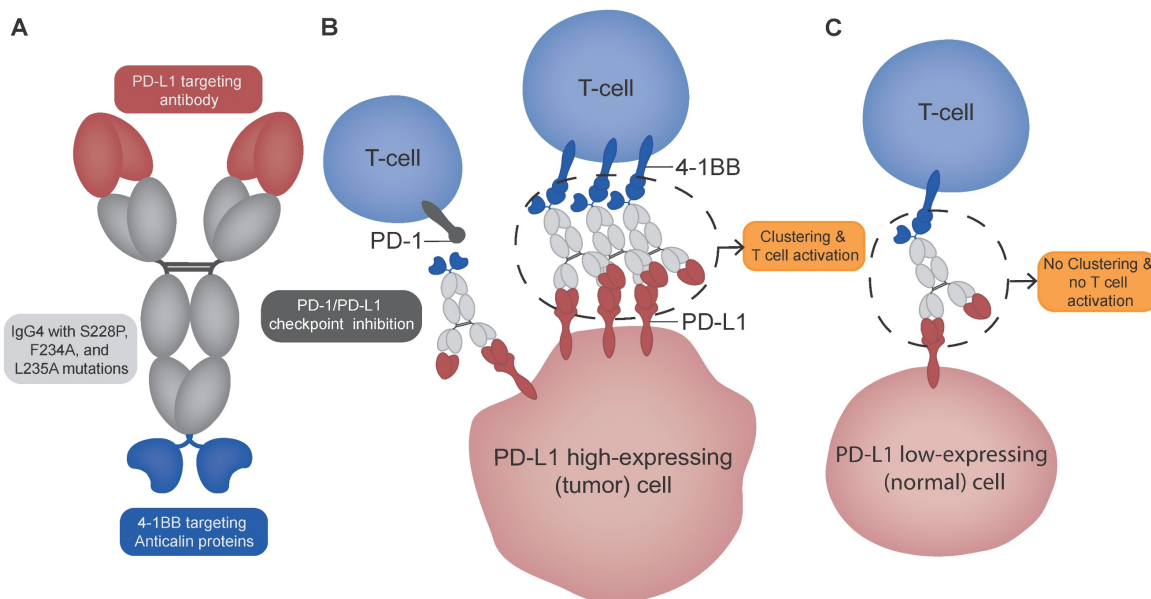 A
PD-L1 targeting
antibody
IgG4 with S228P,
F234A, and
L235A mutations
4-1BB targeting
Anticalin proteins
B
T-cell
PD-1
PD-1/PD-L1
checkpoint inhibition
T-cell
4-1BB
Clustering &
T cell activation
PD-L1
PD-L1 high-expressing
(tumor) cell
C
T-cell
No Clustering &
no T cell
activation
PD-L1 low-expressing
(normal) cell